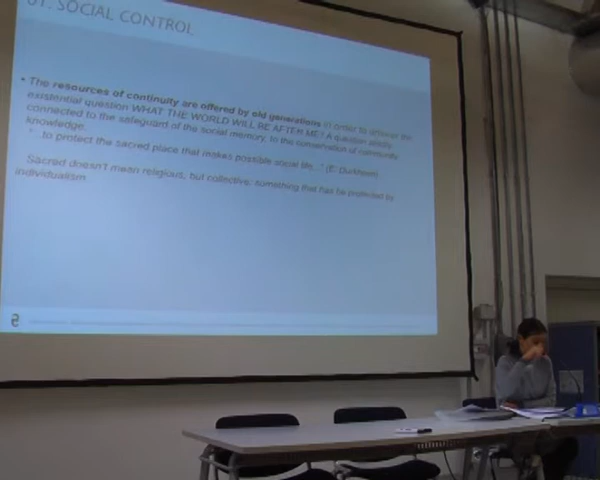 01. SOCIAL CONTROL
• The resources of continuity are offered by old generations in order to answer the
existential question WHAT THE WORLD WILL BE AFTER ME? A question strictly
connected to the safeguard of the social memory, to the conservation of community
knowledge.
"...to protect the sacred place that makes possible social life..." (E. Durkheim)
Sacred doesn't mean religious, but collective: something that has be protected by
individualism